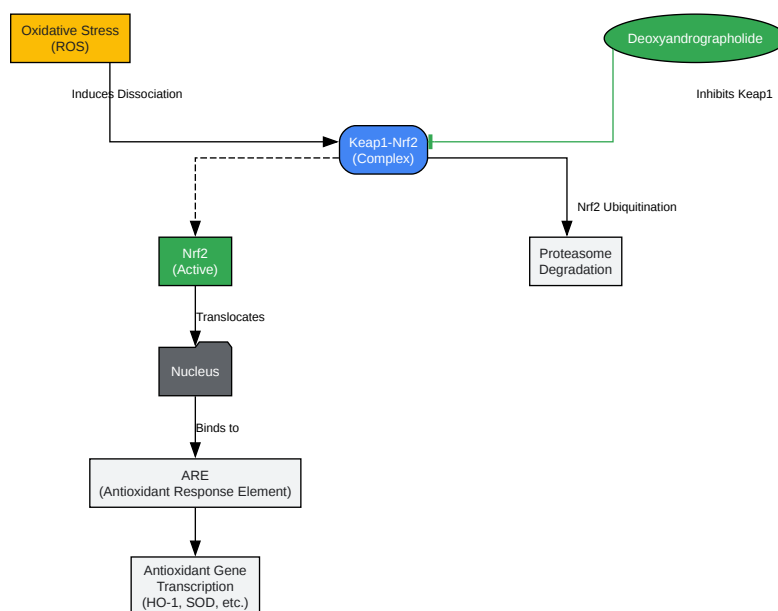 Oxidative Stress
(ROS)
Deoxyandrographolide
Induces Dissociation
Inhibits Keap1
Keap1-Nrf2
(Complex)
Nrf2 Ubiquitination
Nrf2
(Active)
Proteasome
Degradation
Translocates
Nucleus
Binds to
ARE
(Antioxidant Response Element)
Antioxidant Gene
Transcription
(HO-1, SOD, etc.)